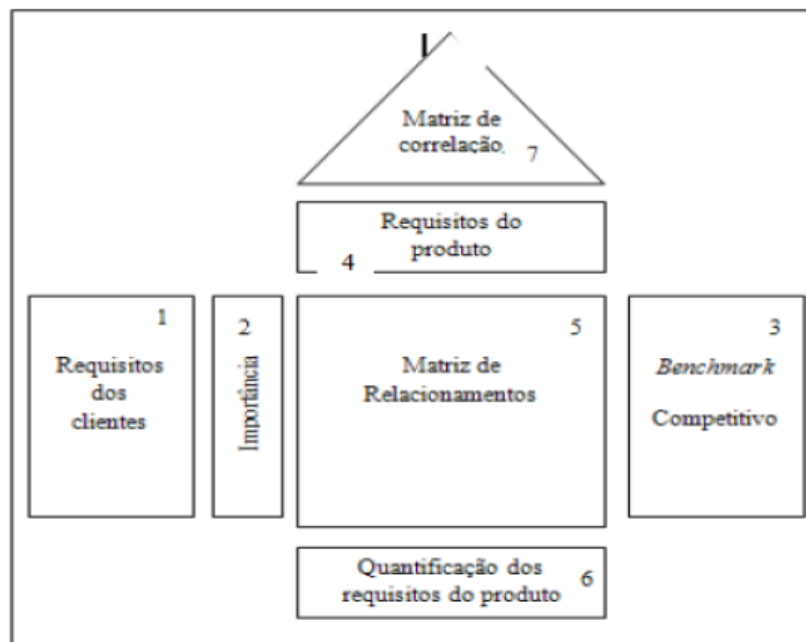 Matriz de
correlação.
7
Requisitos do
produto
4
1
Requisitos
dos
clientes
2
Importância
5
Matriz de
Relacionamentos
3
Benchmark
Competitivo
Quantificação dos
requisitos do produto
6